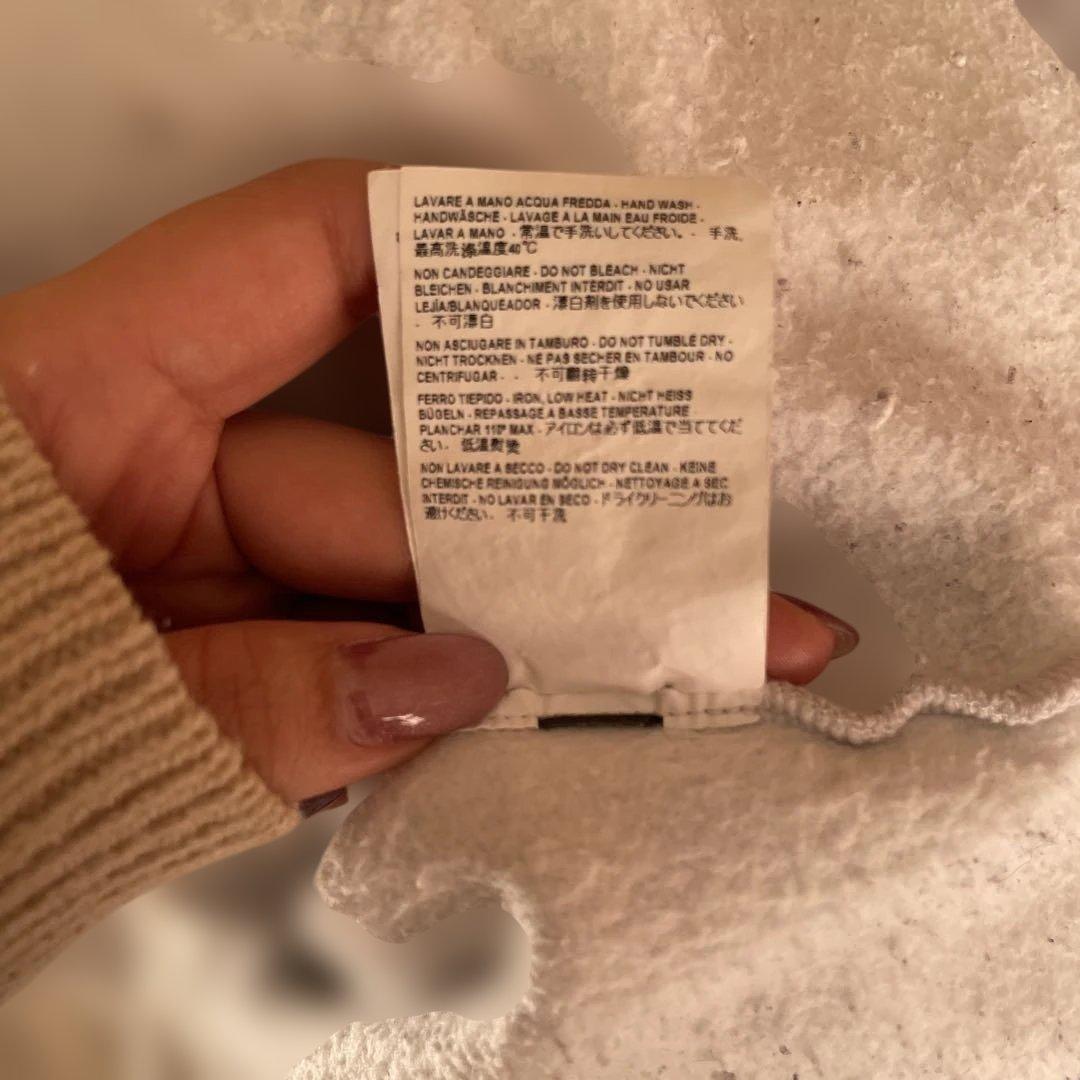 LAVARE A MANO ACQUA FREDDA - HAND WASH -
HANDWÄSCHE - LAVAGE A LA MAIN EAU FROIDE -
LAVAR A MANO - 常温で手洗いしてください。 - 手洗,
最高洗涤温度40℃
NON CANDEGGIARE - DO NOT BLEACH - NICHT
BLEICHEN - BLANCHIMENT INTERDIT - NO USAR
LEJÍA/BLANQUEADOR - 漂白剤を使用しないでください
- 不可漂白
NON ASCIUGARE IN TAMBURO - DO NOT TUMBLE DRY -
NICHT TROCKNEN - NE PAS SECHER EN TAMBOUR - NO
CENTRIFUGAR - - 不可翻转干燥
FERRO TIEPIDO - IRON, LOW HEAT - NICHT HEISS
BÜGELN - REPASSAGE A BASSE TEMPERATURE
PLANCHAR 110º MAX - アイロンは必ず低温で当ててくだ
さい - 低温熨烫
NON LAVARE A SECCO - DO NOT DRY CLEAN - KEINE
CHEMISCHE REINIGUNG MÖGLICH - NETTOYAGE A SEC
INTERDIT - NO LAVAR EN SECO - ドライクリーニングはお
避けください. 不可干洗